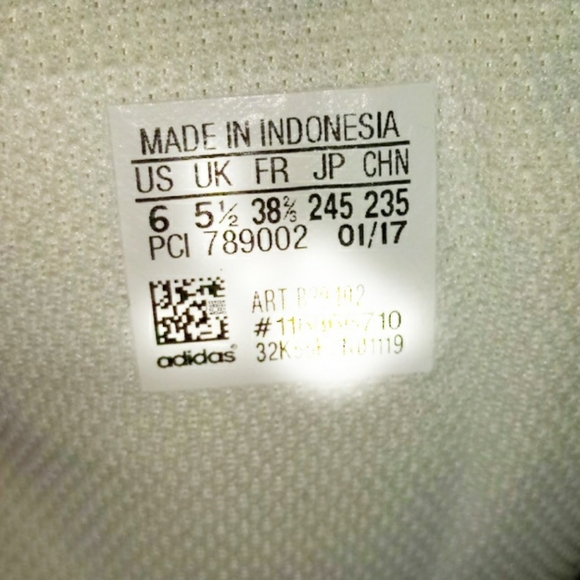 MADE IN INDONESIA
US UK FR JP CHN
6 5½ 38⅔ 245 235
PCI 789002 01/17
ART
adidas